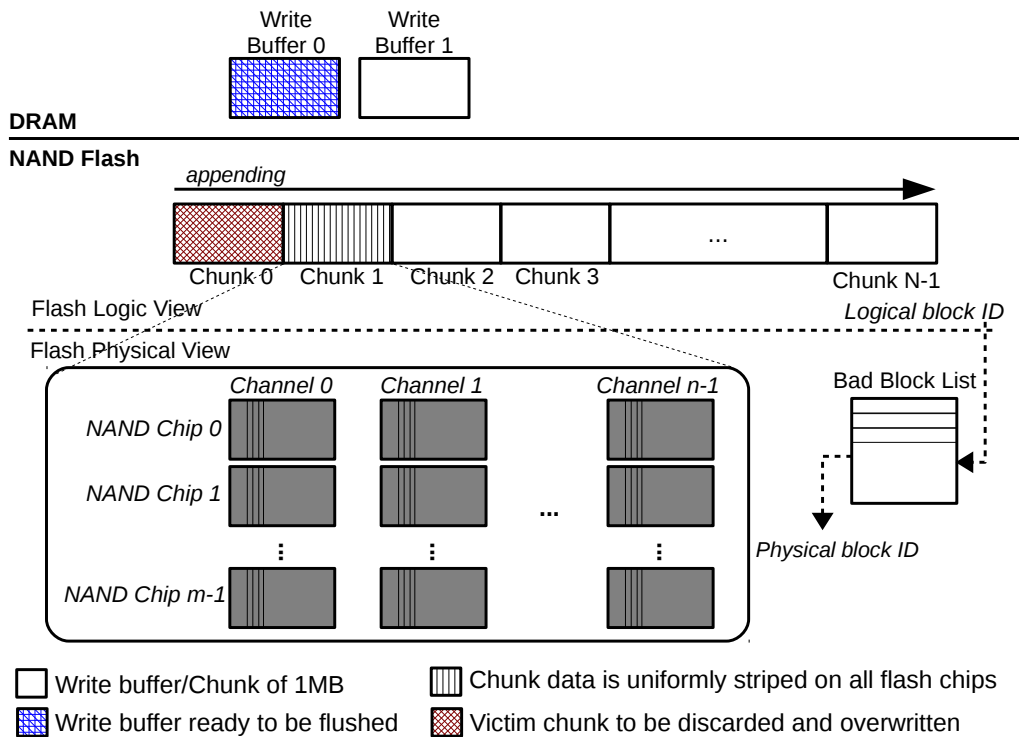 Write
Buffer 0
Write
Buffer 1
DRAM
NAND Flash
appending
...
Chunk 0
Chunk 1
Chunk 2
Chunk 3
Chunk N-1
Flash Logic View
Logical block ID
Flash Physical View
Bad Block List
Channel 0
Channel 1
Channel n-1
NAND Chip 0
NAND Chip 1
...
...
...
...
Physical block ID
NAND Chip m-1
Write buffer/Chunk of 1MB
Chunk data is uniformly striped on all flash chips
Write buffer ready to be flushed
Victim chunk to be discarded and overwritten